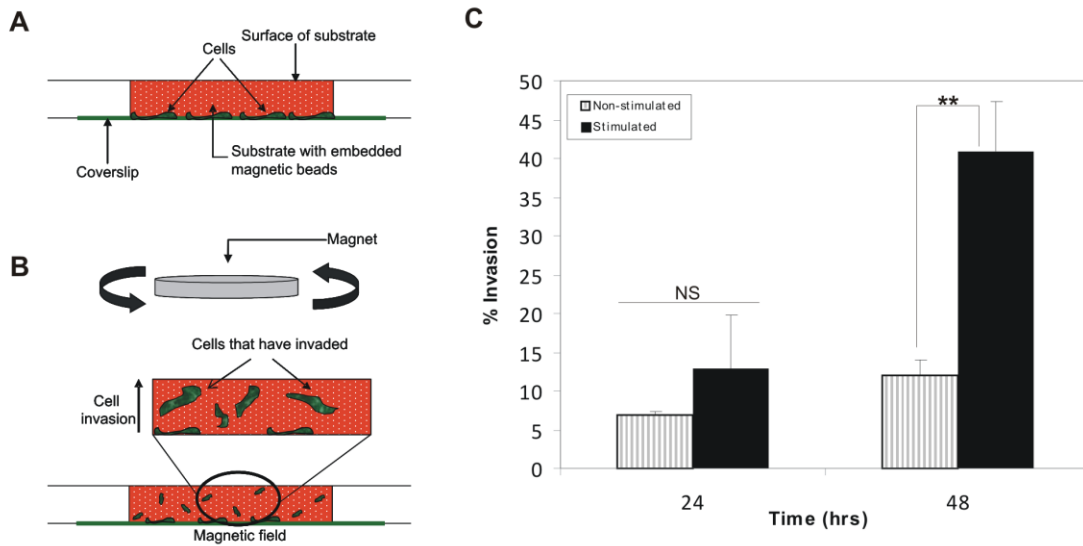 A
Surface of substrate
Cells
Substrate with embedded
magnetic beads
Coverslip
B
Magnet
Cells that have invaded
Cell
invasion
Magnetic field
C
% Invasion
50
45
40
35
30
25
20
15
10
5
0
Non-stimulated
Stimulated
NS
**
24
48
Time (hrs)